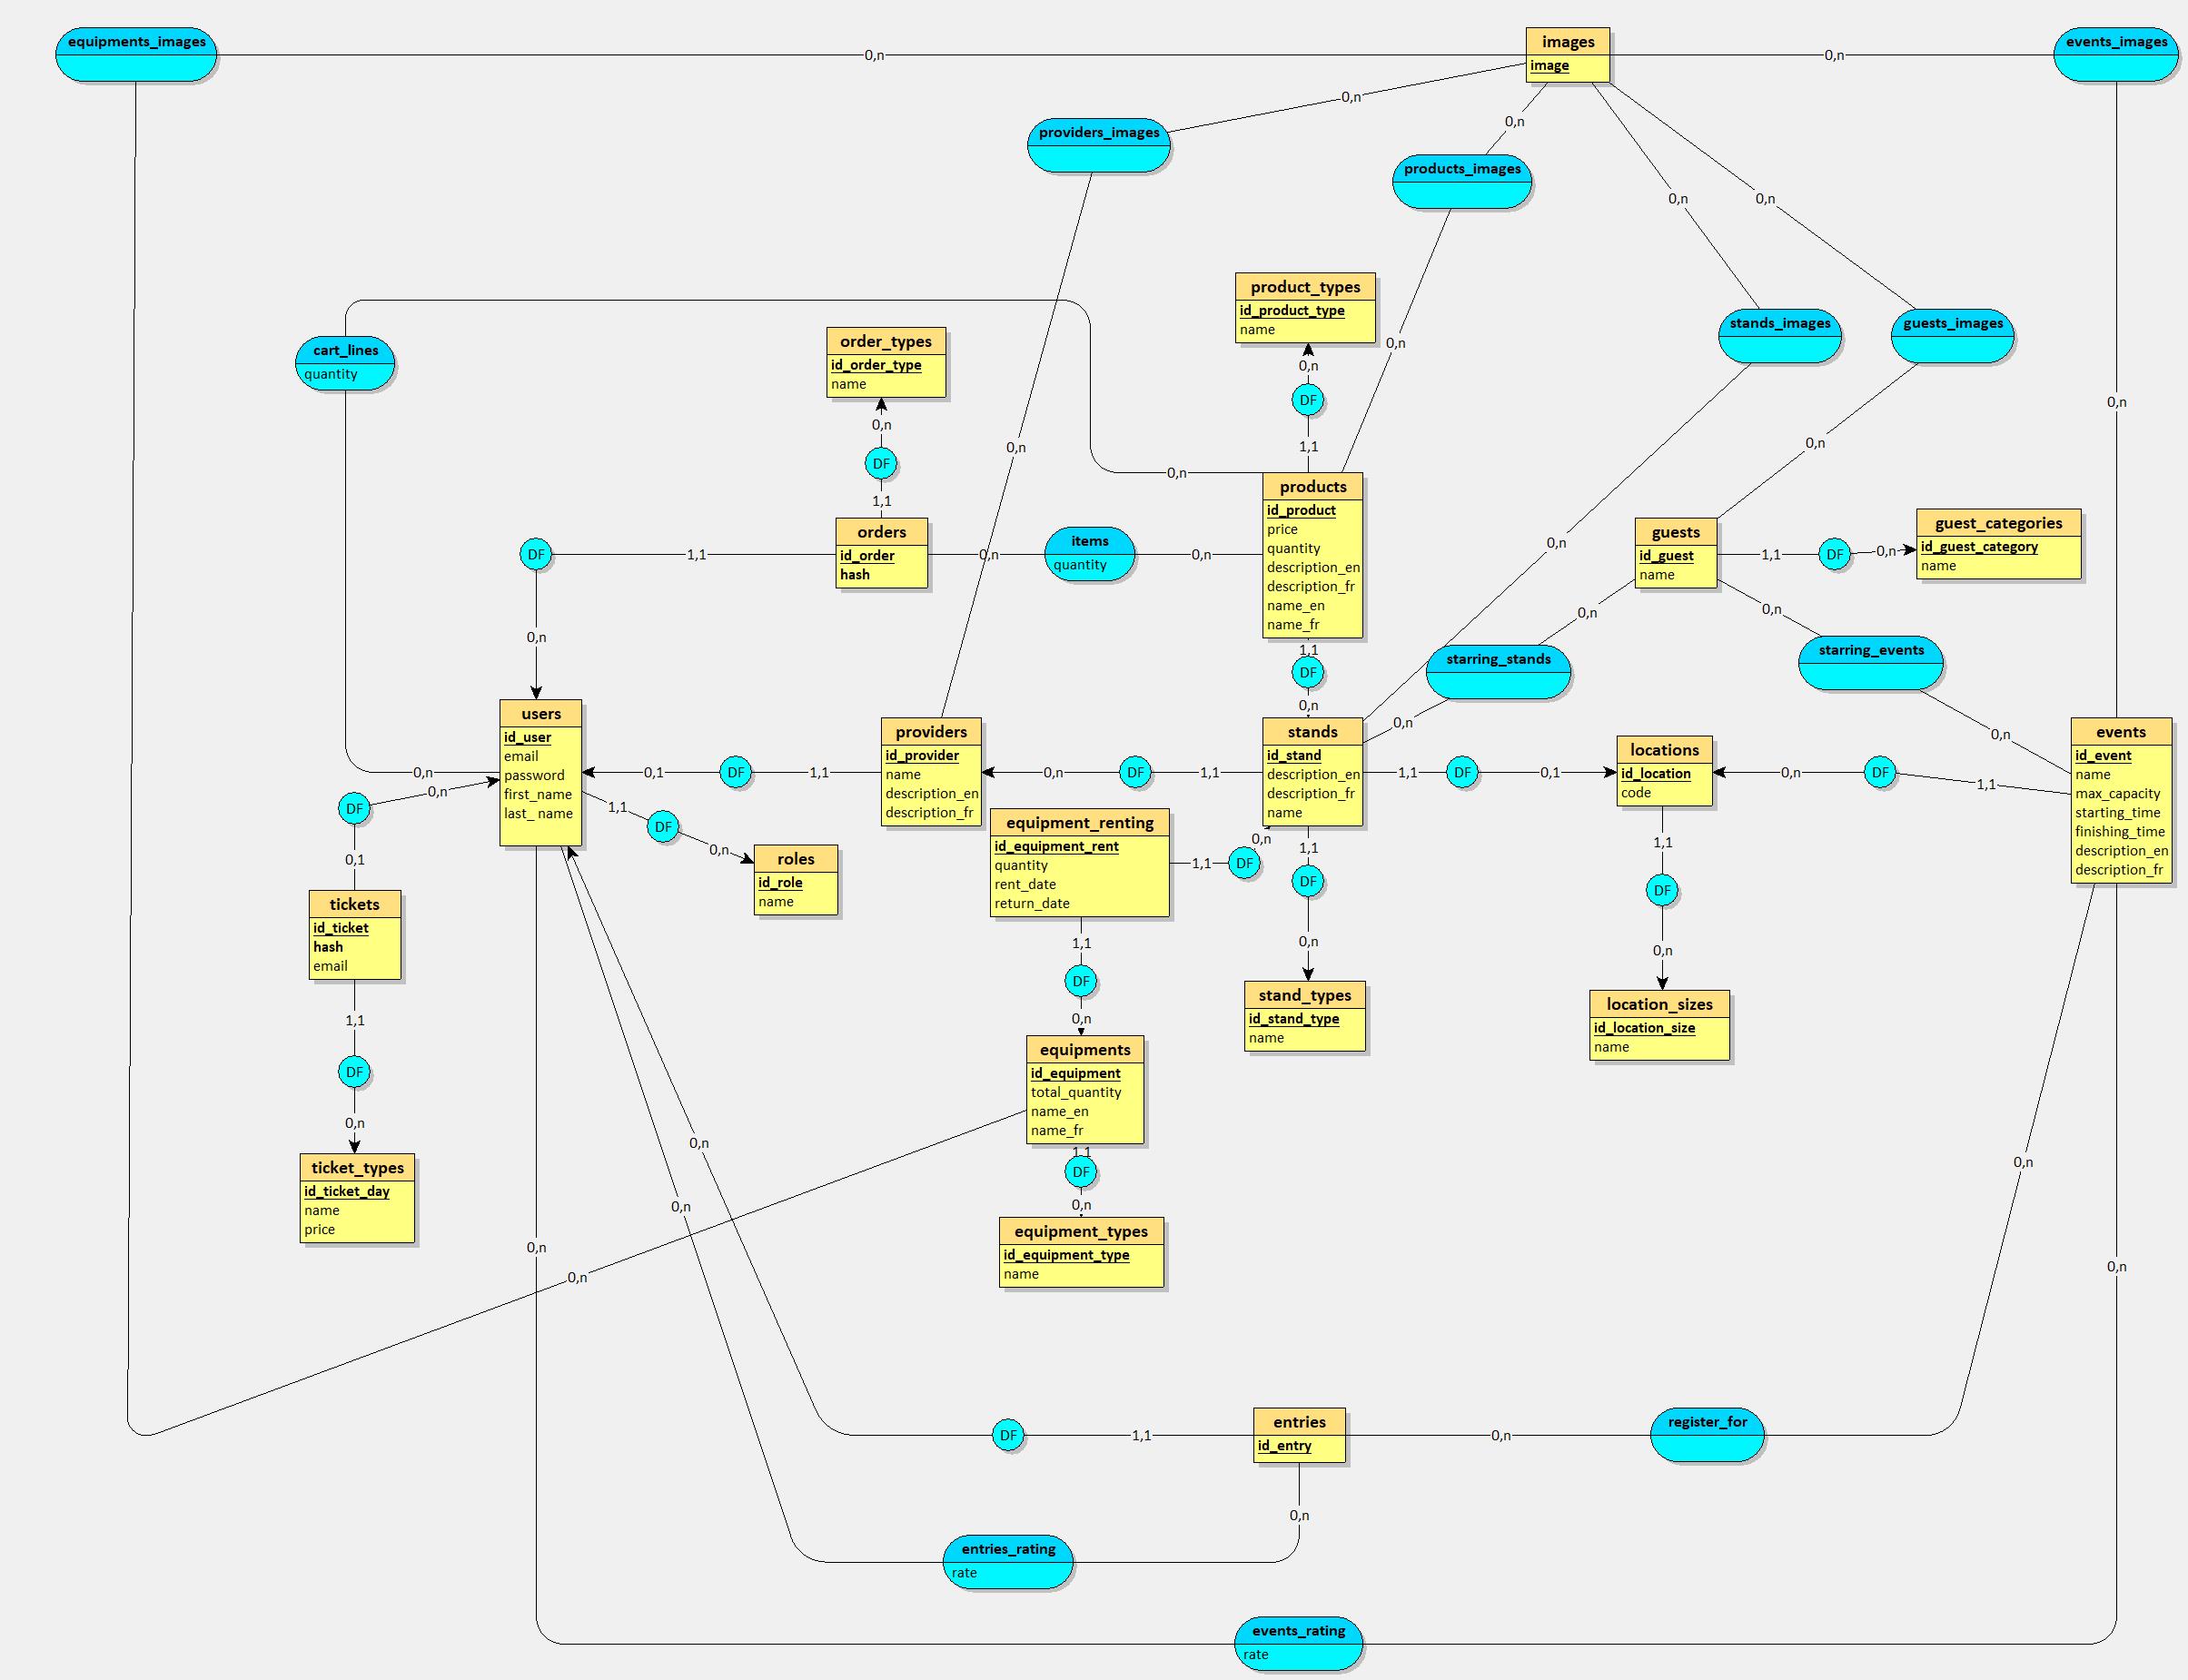 equipments_images
0,n
images
image
0,n
events_images
0,n
providers_images
0,n
products_images
0,n
0,n
product_types
id_product_type
name
stands_images
guests_images
order_types
id_order_type
name
cart_lines
quantity
0,n
0,n
DF
0,n
0,n
DF
1,1
0,n
0,n
0,n
1,1
products
id_product
price
quantity
description_en
description_fr
name_en
name_fr
orders
id_order
hash
items
quantity
DF
1,1
0,n
0,n
0,n
guests
id_guest
name
1,1
DF
0,n
guest_categories
id_guest_category
name
0,n
0,n
0,n
1,1
DF
0,n
starring_stands
starring_events
users
id_user
email
password
first_name
last_ name
providers
id_provider
name
description_en
description_fr
stands
id_stand
description_en
description_fr
name
0,n
0,n
locations
id_location
code
events
id_event
name
max_capacity
starting_time
finishing_time
description_en
description_fr
0,n
0,1
DF
1,1
0,n
DF
1,1
1,1
DF
0,1
0,n
DF
1,1
0,n
DF
1,1
DF
0,n
equipment_renting
id_equipment_rent
quantity
rent_date
return_date
1,1
DF
0,n
1,1
DF
1,1
DF
0,1
roles
id_role
name
tickets
id_ticket
hash
email
1,1
DF
0,n
0,n
0,n
stand_types
id_stand_type
name
location_sizes
id_location_size
name
1,1
DF
0,n
equipments
id_equipment
total_quantity
name_en
name_fr
ticket_types
id_ticket_day
name
price
1,1
DF
0,n
equipment_types
id_equipment_type
name
0,n
0,n
0,n
0,n
0,n
0,n
DF
1,1
entries
id_entry
0,n
register_for
0,n
entries_rating
rate
events_rating
rate